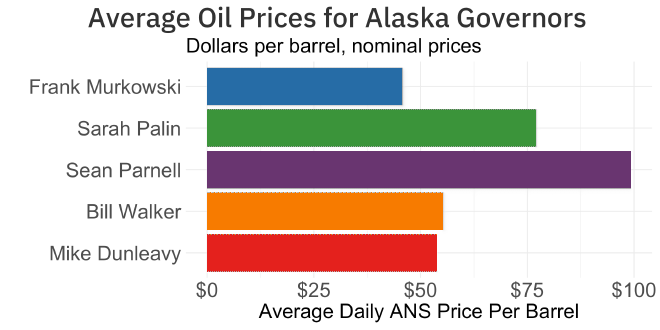 Average Oil Prices for Alaska Governors
Dollars per barrel, nominal prices
Frank Murkowski
Sarah Palin
Sean Parnell
Bill Walker
Mike Dunleavy
$0 $25 $50 $75 $100
Average Daily ANS Price Per Barrel